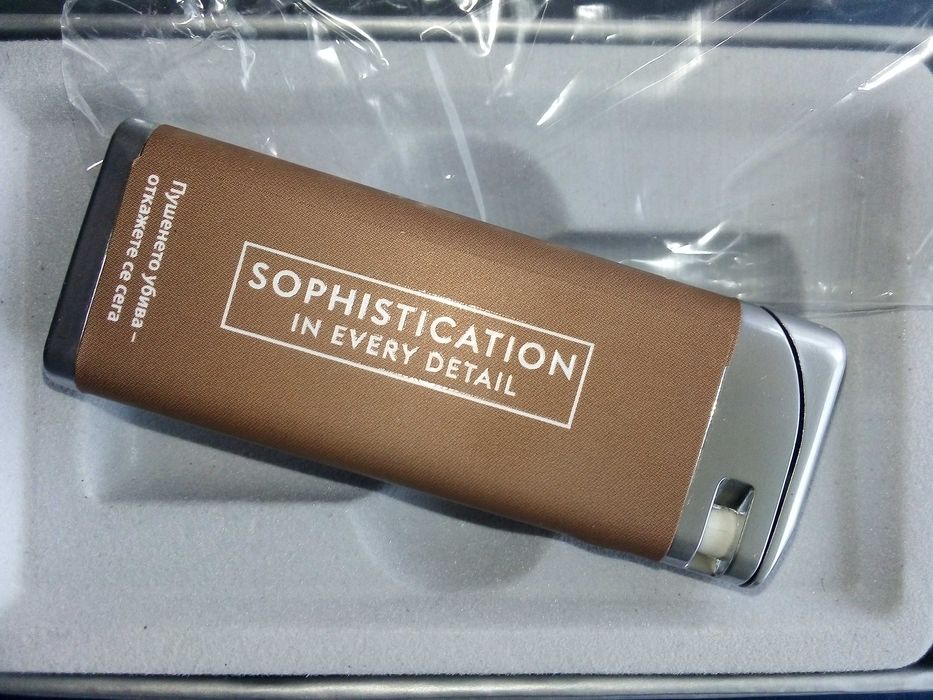 SOPHISTICATION
IN EVERY DETAIL
Пушенето убива –
откажете се сега